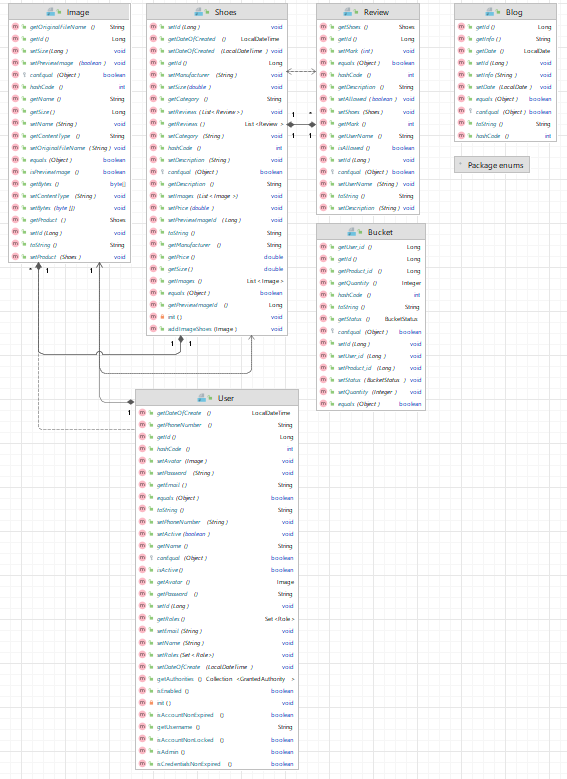 Image
getOriginalFileName () String
getId () Long
setSize (Long) void
setPreviewImage (boolean) void
canEqual (Object) boolean
hashCode () int
getName () String
getSize () Long
setName (String) void
getContentType () String
setOriginalFileName (String) void
equals (Object) boolean
isPreviewImage () boolean
getBytes () byte[]
setContentType (String) void
setBytes (byte []) void
getProduct () Shoes
setId (Long) void
toString () String
setProduct (Shoes) void
Shoes
setId (Long) void
getDateOfCreated () LocalDateTime
setDateOfCreated (LocalDateTime) void
getId () Long
setManufacturer (String) void
setSize (double) void
getCategory () String
setReviews (List<Review>) void
getReviews () List<Review>
setCategory (String) void
hashCode () int
setDescription (String) void
canEqual (Object) boolean
getDescription () String
setImages (List<Image>) void
setPrice (double) void
setPreviewImageId (Long) void
toString () String
getManufacturer () String
getPrice () double
getSize () double
getImages () List<Image>
equals (Object) boolean
getPreviewImageId () Long
init () void
addImageShoes (Image) void
Review
getShoes () Shoes
getId () Long
setMark (int) void
equals (Object) boolean
hashCode () int
getDescription () String
setAllowed (boolean) void
setShoes (Shoes) void
getMark () int
getUserName () String
isAllowed () boolean
setId (Long) void
canEqual (Object) boolean
setUserName (String) void
toString () String
setDescription (String) void
Blog
getId () Long
getInfo () String
getDate () LocalDate
setId (Long) void
setInfo (String) void
setDate (LocalDate) void
equals (Object) boolean
canEqual (Object) boolean
toString () String
hashCode () int
Package enums
Bucket
getUser_id () Long
getId () Long
getProduct_id () Long
getQuantity () Integer
hashCode () int
toString () String
getStatus () BucketStatus
canEqual (Object) boolean
setId (Long) void
setUser_id (Long) void
setProduct_id (Long) void
setStatus (BucketStatus) void
setQuantity (Integer) void
equals (Object) boolean
1 *
1 1
* 1 1
1 1
1
User
getDateOfCreate () LocalDateTime
getPhoneNumber () String
getId () Long
hashCode () int
setAvatar (Image) void
setPassword (String) void
getEmail () String
equals (Object) boolean
toString () String
setPhoneNumber (String) void
setActive (boolean) void
getName () String
canEqual (Object) boolean
isActive () boolean
getAvatar () Image
getPassword () String
setId (Long) void
getRoles () Set<Role>
setEmail (String) void
setName (String) void
setRoles (Set<Role>) void
setDateOfCreate (LocalDateTime) void
getAuthorities () Collection<GrantedAuthority>
isEnabled () boolean
init () void
isAccountNonExpired () boolean
getUsername () String
isAccountNonLocked () boolean
isAdmin () boolean
isCredentialsNonExpired () boolean